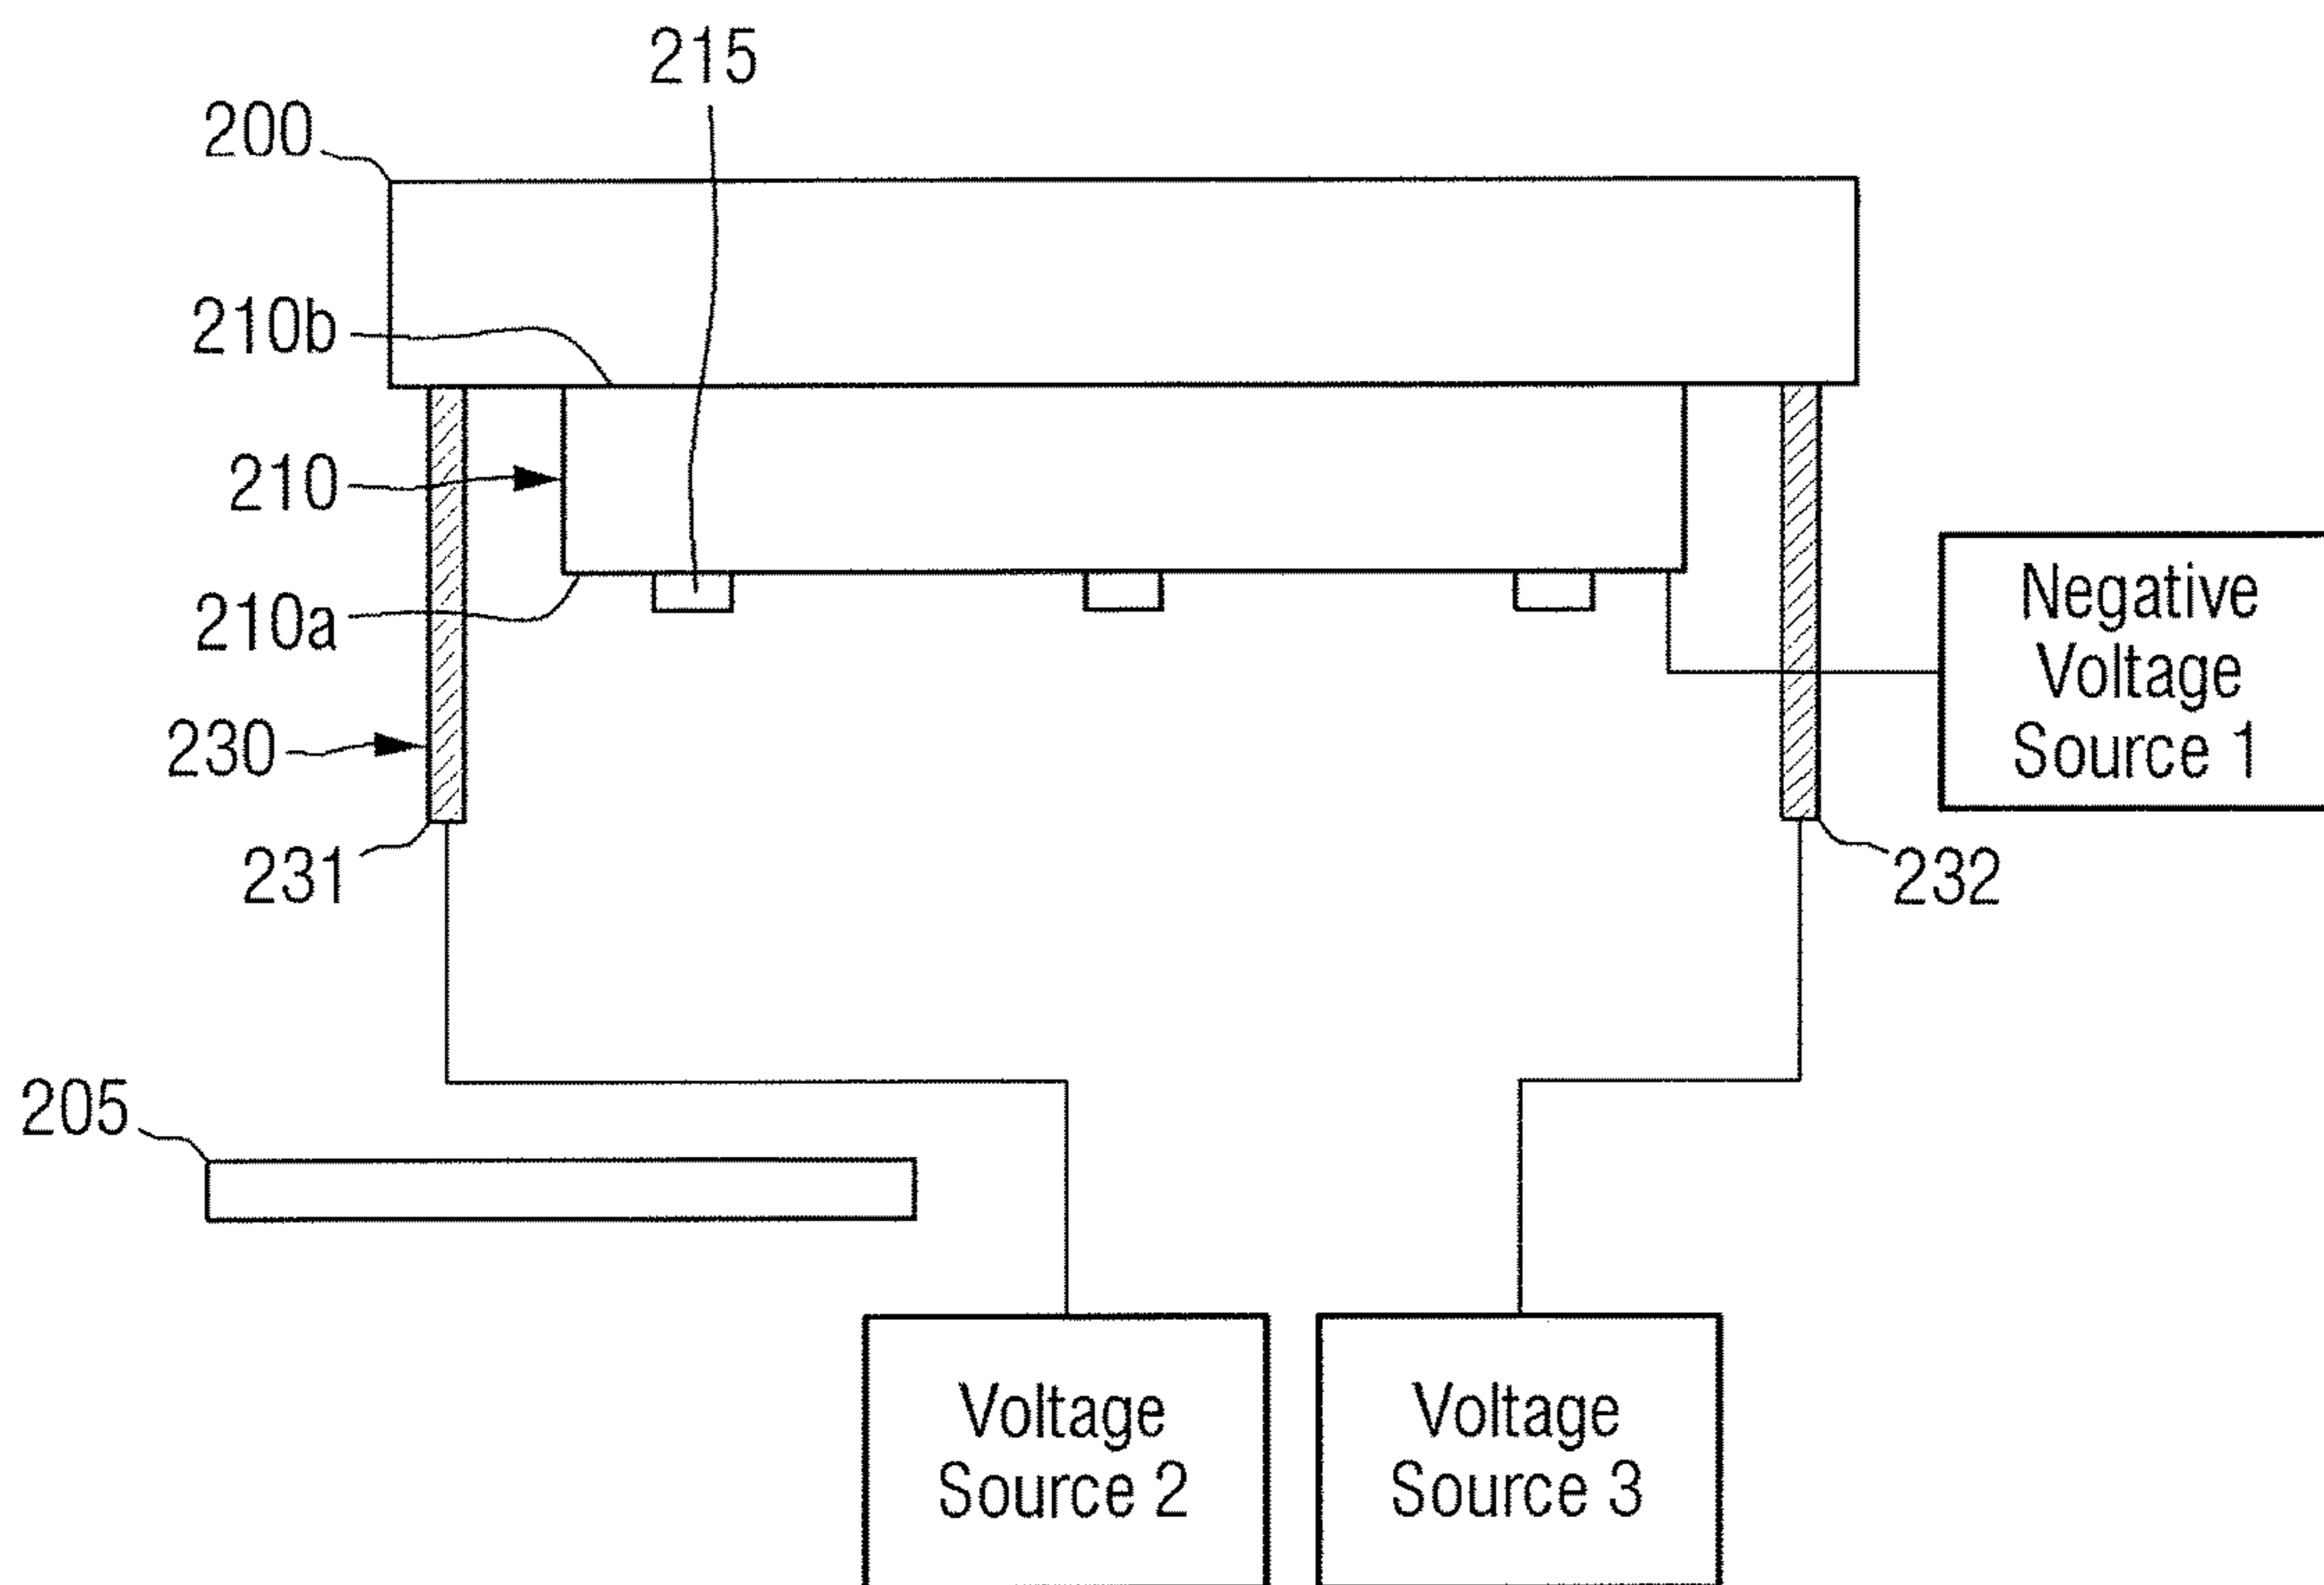 215
200
210b
210
210a
Negative
Voltage
Source 1
230
231
232
205
Voltage
Source 2
Voltage
Source 3